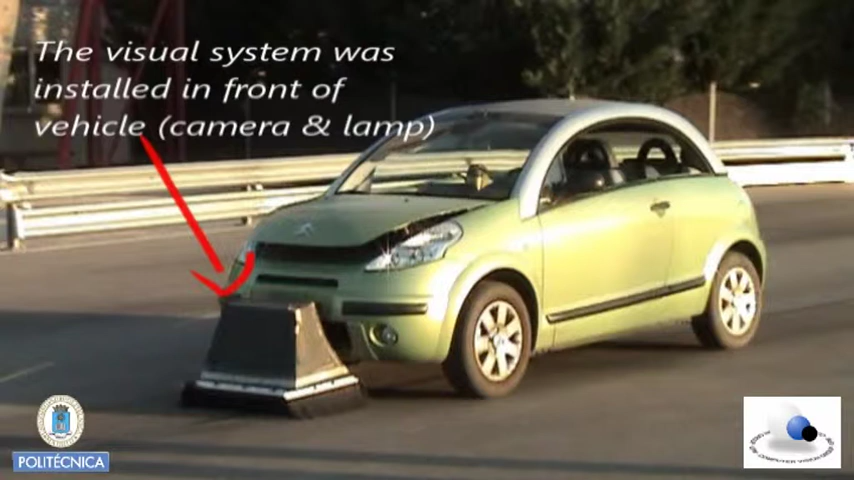 The visual system was
installed in front of
vehicle (camera & lamp)
POLITÉCNICA